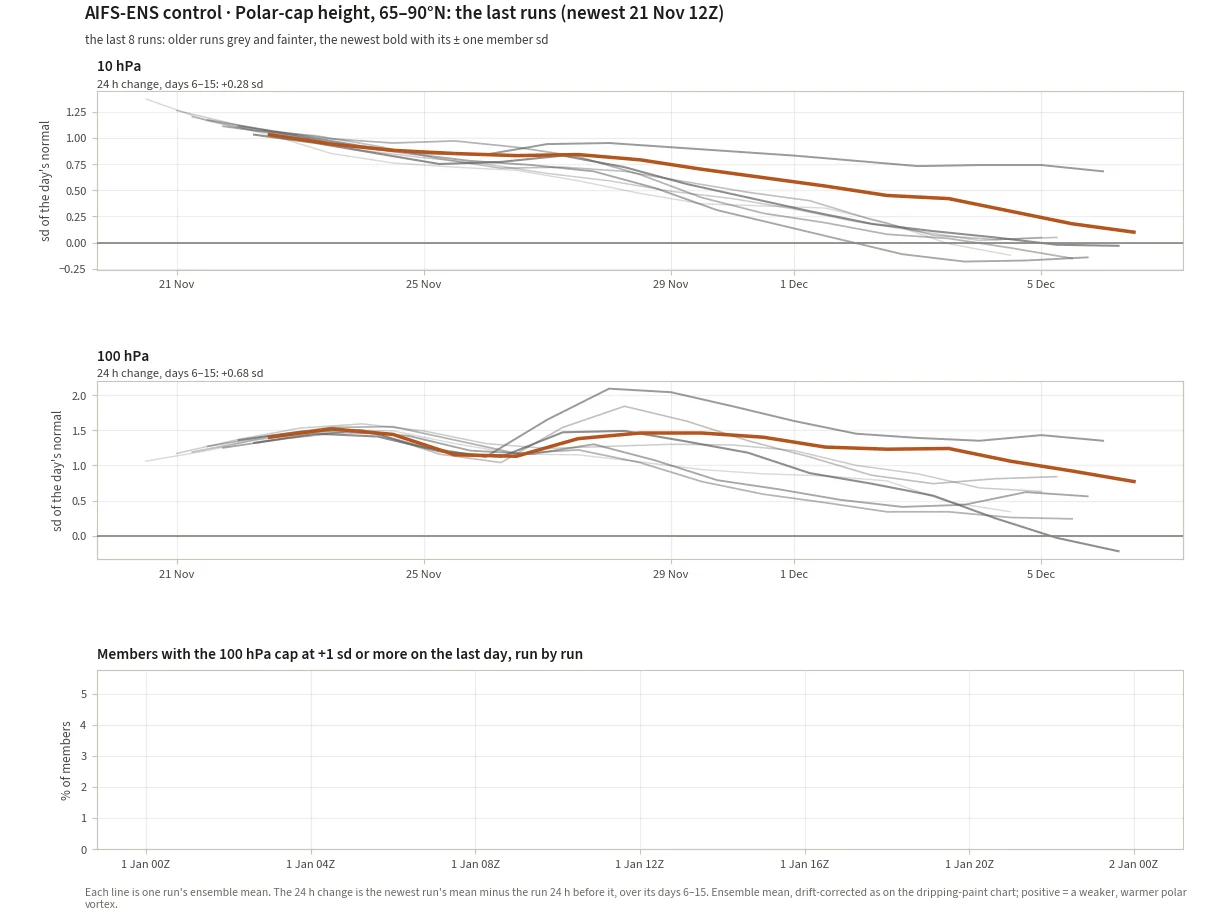 AIFS-ENS control · Polar-cap height, 65–90°N: the last runs (newest 21 Nov 12Z)
the last 8 runs: older runs grey and fainter, the newest bold with its ± one member sd
10 hPa
24 h change, days 6–15: +0.28 sd
sd of the day's normal
1.25
1.00
0.75
0.50
0.25
0.00
−0.25
21 Nov 25 Nov 29 Nov 1 Dec 5 Dec
100 hPa
24 h change, days 6–15: +0.68 sd
sd of the day's normal
2.0
1.5
1.0
0.5
0.0
21 Nov 25 Nov 29 Nov 1 Dec 5 Dec
Members with the 100 hPa cap at +1 sd or more on the last day, run by run
% of members
5
4
3
2
1
0
1 Jan 00Z 1 Jan 04Z 1 Jan 08Z 1 Jan 12Z 1 Jan 16Z 1 Jan 20Z 2 Jan 00Z
Each line is one run's ensemble mean. The 24 h change is the newest run's mean minus the run 24 h before it, over its days 6–15. Ensemble mean, drift-corrected as on the dripping-paint chart; positive = a weaker, warmer polar
vortex.